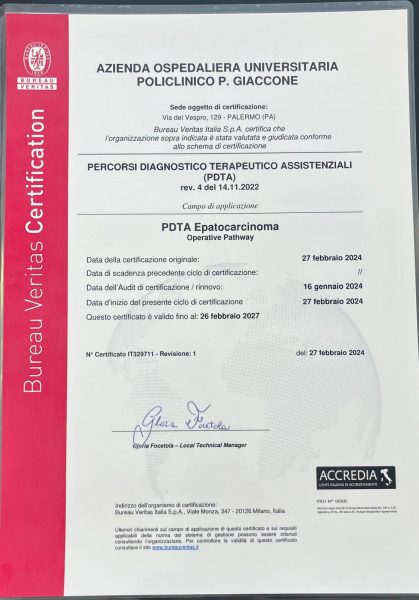 BUREAU
VERITAS
Bureau Veritas Certification
AZIENDA OSPEDALIERA UNIVERSITARIA
POLICLINICO P. GIACCONE
Sede oggetto di certificazione:
Via del Vespro, 129 - PALERMO (PA)
Bureau Veritas Italia S.p.A. certifica che
l'organizzazione sopra indicata è stata valutata e giudicata conforme
allo schema di certificazione
PERCORSI DIAGNOSTICO TERAPEUTICO ASSISTENZIALI
(PDTA)
rev. 4 del 14.11.2022
Campo di applicazione
PDTA Epatocarcinoma
Operative Pathway
Data della certificazione originale: 27 febbraio 2024
Data di scadenza precedente ciclo di certificazione: //
Data dell'Audit di certificazione / rinnovo: 16 gennaio 2024
Data d'inizio del presente ciclo di certificazione 27 febbraio 2024
Questo certificato è valido fino al: 26 febbraio 2027
N° Certificato IT329711 - Revisione: 1 del: 27 febbraio 2024
Gloria Focetola
Gloria Focetola – Local Technical Manager
ACCREDIA
L'ENTE ITALIANO DI ACCREDITAMENTO
PRD N° 009B
Indirizzo dell'organismo di certificazione:
Bureau Veritas Italia S.p.A., Viale Monza, 347 - 20126 Milano, Italia
Ulteriori chiarimenti sul campo di applicazione di questo certificato e sui requisiti
applicabili della norma del sistema di gestione possono essere ottenuti
consultando l'organizzazione. Per controllare la validità di questo certificato
consultare il sito www.bureauveritas.it